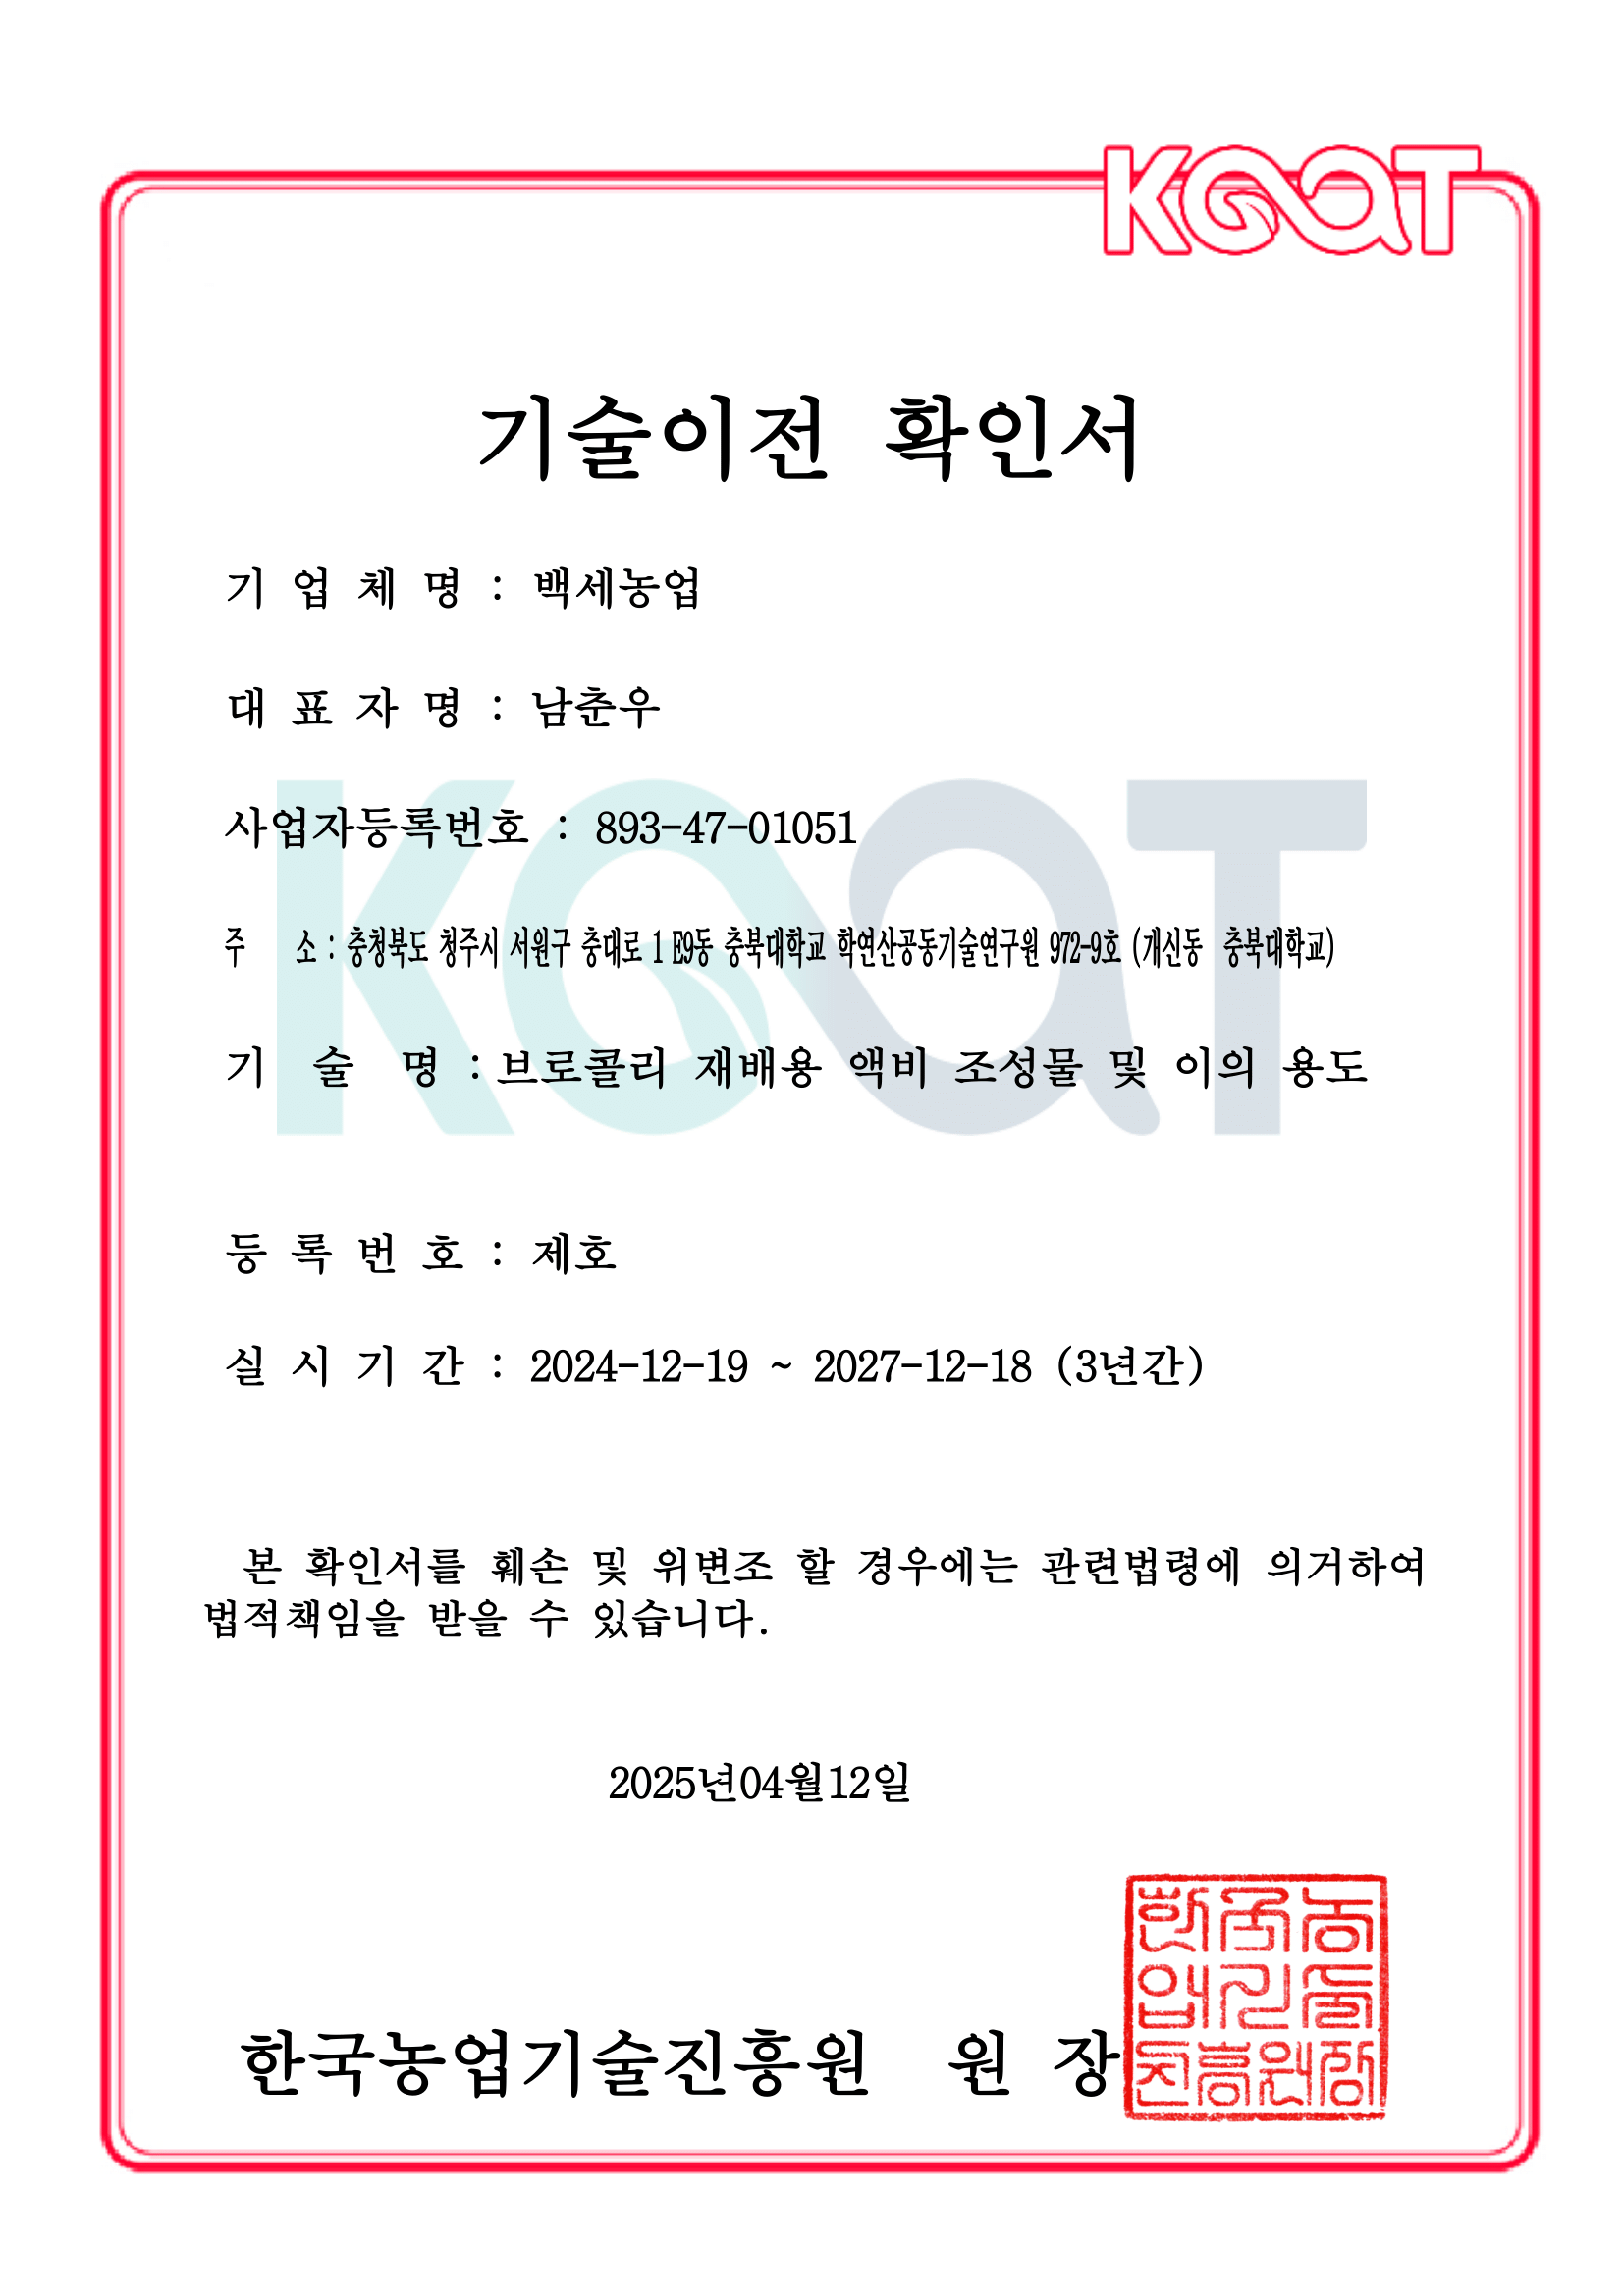 KOAT
기술이전 확인서
기 업 체 명 : 백세농업
대 표 자 명 : 남춘우
사업자등록번호 : 893-47-01051
주 소 : 충청북도 청주시 서원구 충대로 1 E9동 충북대학교 학연산공동기술연구원 972-9호 (개신동 충북대학교)
기 술 명 : 브로콜리 재배용 액비 조성물 및 이의 용도
등 록 번 호 : 제호
실 시 기 간 : 2024-12-19 ~ 2027-12-18 (3년간)
본 확인서를 훼손 및 위변조 할 경우에는 관련법령에 의거하여
법적책임을 받을 수 있습니다.
2025년04월12일
한국농업기술진흥원 원 장
한국농
업기술
진흥원장